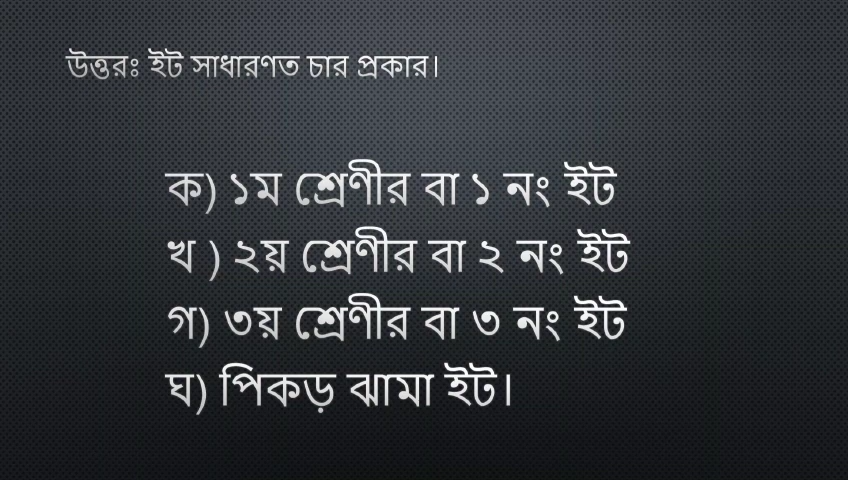 উত্তরঃ ইট সাধারণত চার প্রকার।
ক) ১ম শ্রেণীর বা ১ নং ইট
খ ) ২য় শ্রেণীর বা ২ নং ইট
গ) ৩য় শ্রেণীর বা ৩ নং ইট
ঘ) পিকড় ঝামা ইট।